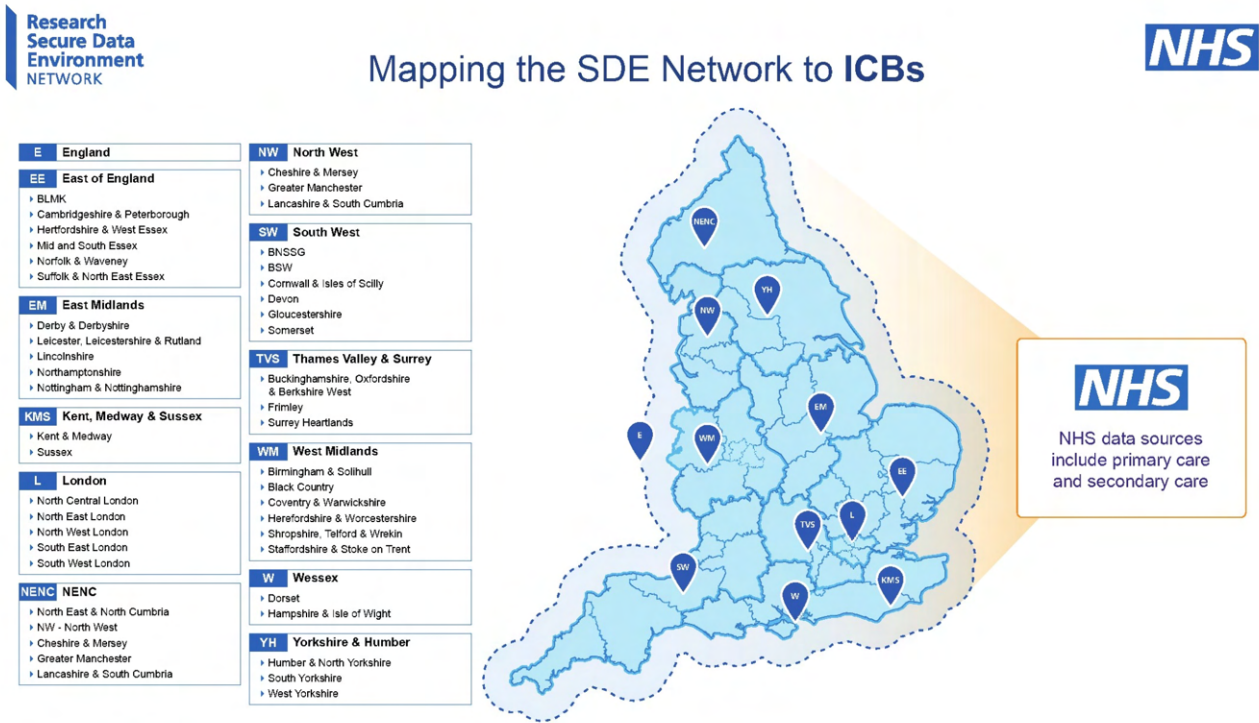 Research
Secure Data
Environment
NETWORK
Mapping the SDE Network to ICBs
NHS
E England
EE East of England
BLMK
Cambridgeshire & Peterborough
Hertfordshire & West Essex
Mid and South Essex
Norfolk & Waveney
Suffolk & North East Essex
EM East Midlands
Derby & Derbyshire
Leicester, Leicestershire & Rutland
Lincolnshire
Northamptonshire
Nottingham & Nottinghamshire
KMS Kent, Medway & Sussex
Kent & Medway
Sussex
L London
North Central London
North East London
North West London
South East London
South West London
NENC NENC
North East & North Cumbria
NW - North West
Cheshire & Mersey
Greater Manchester
Lancashire & South Cumbria
NW North West
Cheshire & Mersey
Greater Manchester
Lancashire & South Cumbria
SW South West
BNSSG
BSW
Cornwall & Isles of Scilly
Devon
Gloucestershire
Somerset
TVS Thames Valley & Surrey
Buckinghamshire, Oxfordshire
& Berkshire West
Frimley
Surrey Heartlands
WM West Midlands
Birmingham & Solihull
Black Country
Coventry & Warwickshire
Herefordshire & Worcestershire
Shropshire, Telford & Wrekin
Staffordshire & Stoke on Trent
W Wessex
Dorset
Hampshire & Isle of Wight
YH Yorkshire & Humber
Humber & North Yorkshire
South Yorkshire
West Yorkshire
NENC
YH
NW
EM
E
WM
EE
L
TVS
SW
KMS
W
NHS
NHS data sources
include primary care
and secondary care